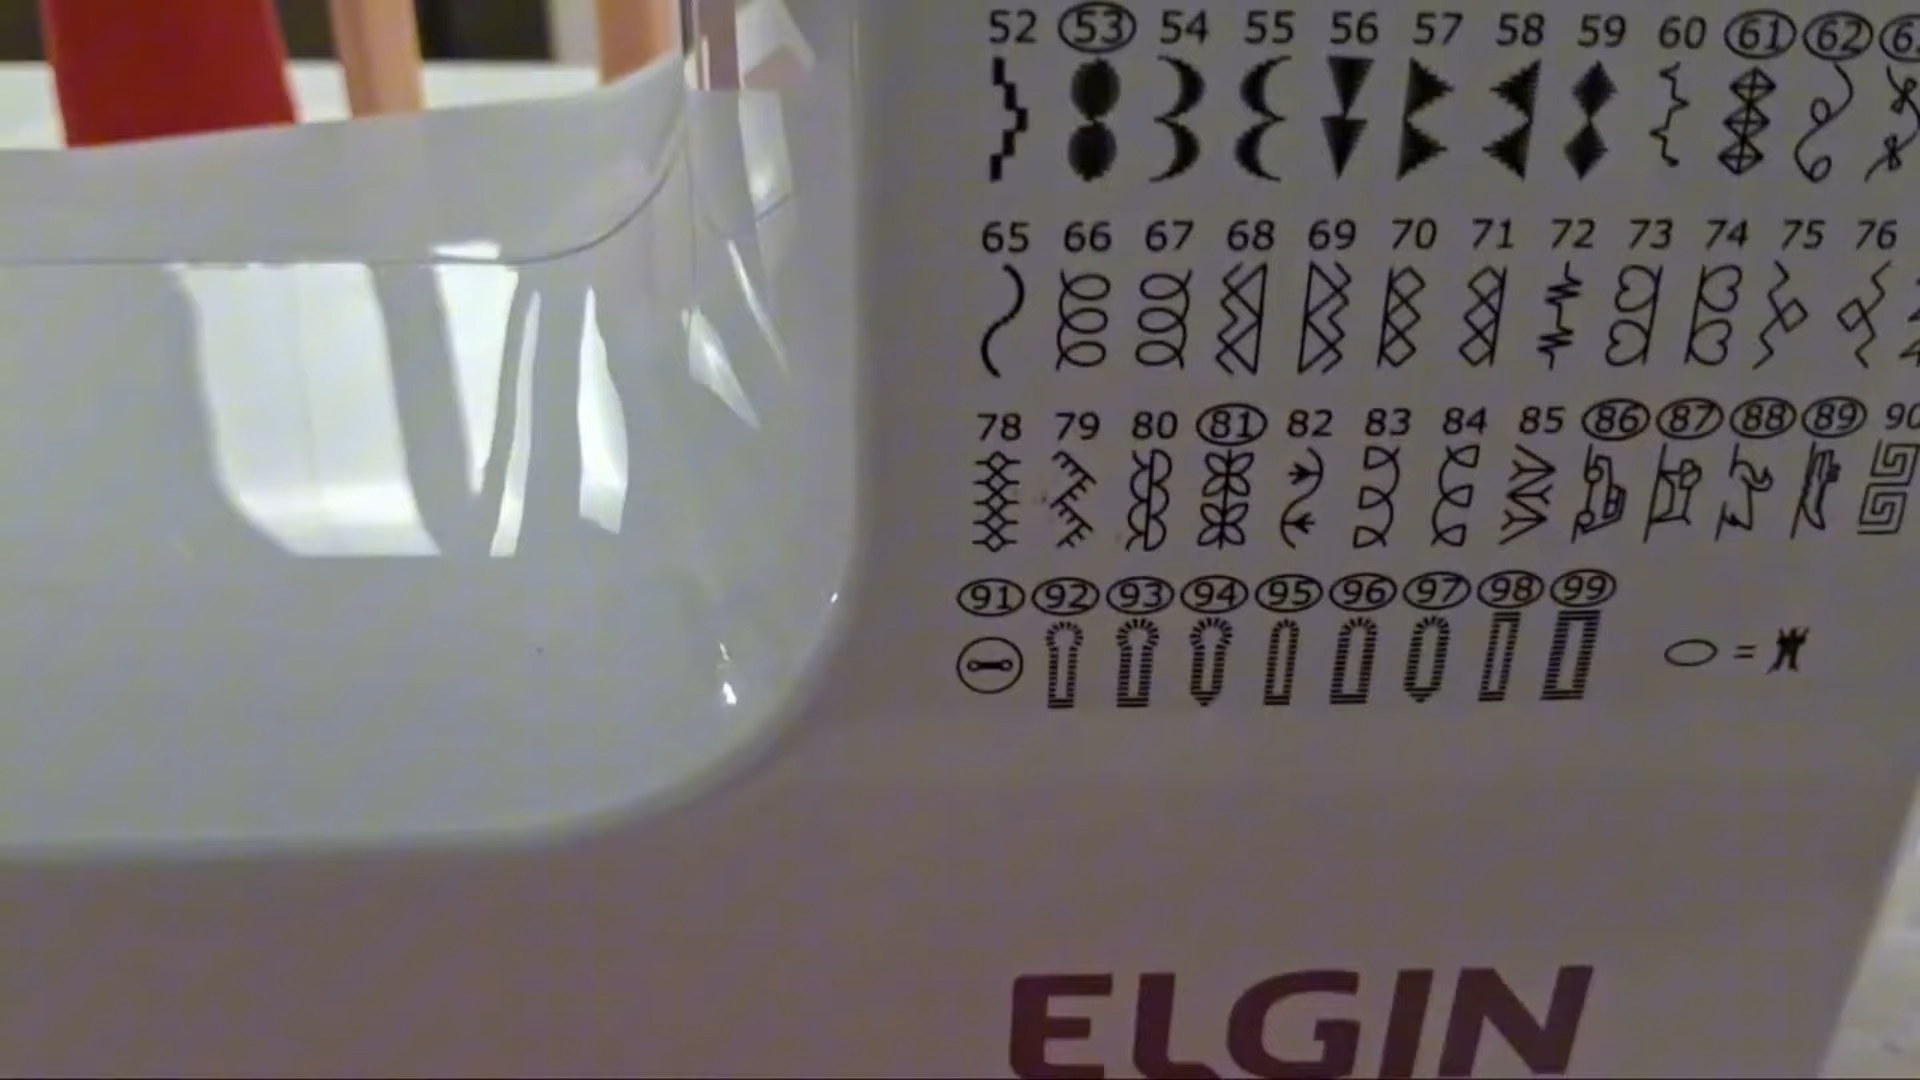 52 53 54 55 56 57 58 59 60 61 62
65 66 67 68 69 70 71 72 73 74 75 76
78 79 80 81 82 83 84 85 86 87 88 89 90
91 92 93 94 95 96 97 98 99
=
ELGIN